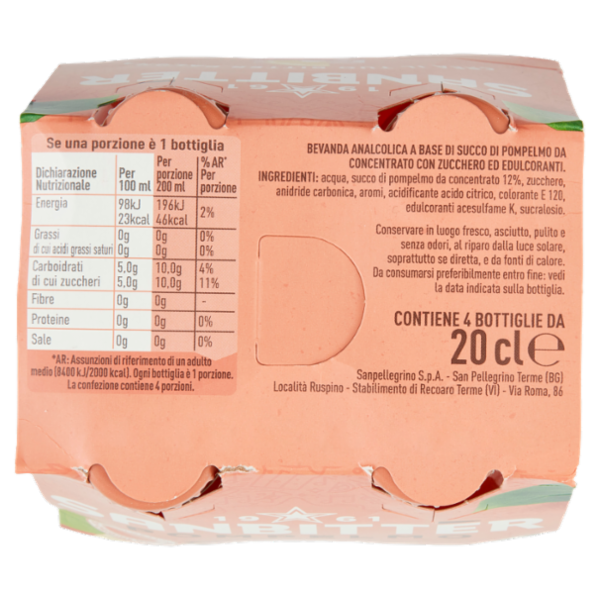 SANBITTER
1961
Se una porzione è 1 bottiglia
Dichiarazione Nutrizionale Per 100 ml Per porzione 200 ml % AR* Per porzione
Energia 98kJ 23kcal 196kJ 46kcal 2%
Grassi 0g 0g 0%
di cui acidi grassi saturi 0g 0g 0%
Carboidrati 5,0g 10,0g 4%
di cui zuccheri 5,0g 10,0g 11%
Fibre 0g 0g -
Proteine 0g 0g 0%
Sale 0g 0g 0%
*AR: Assunzioni di riferimento di un adulto
medio (8400 kJ/2000 kcal). Ogni bottiglia è 1 porzione.
La confezione contiene 4 porzioni.
BEVANDA ANALCOLICA A BASE DI SUCCO DI POMPELMO DA
CONCENTRATO CON ZUCCHERO ED EDULCORANTI.
INGREDIENTI: acqua, succo di pompelmo da concentrato 12%, zucchero,
anidride carbonica, aromi, acidificante acido citrico, colorante E 120,
edulcoranti acesulfame K, sucralosio.
Conservare in luogo fresco, asciutto, pulito e
senza odori, al riparo dalla luce solare,
soprattutto se diretta, e da fonti di calore.
Da consumarsi preferibilmente entro fine: vedi
la data indicata sulla bottiglia.
CONTIENE 4 BOTTIGLIE DA
20 cl e
Sanpellegrino S.p.A. - San Pellegrino Terme (BG)
Località Ruspino - Stabilimento di Recoaro Terme (VI) - Via Roma, 86
1961
SANBITTER